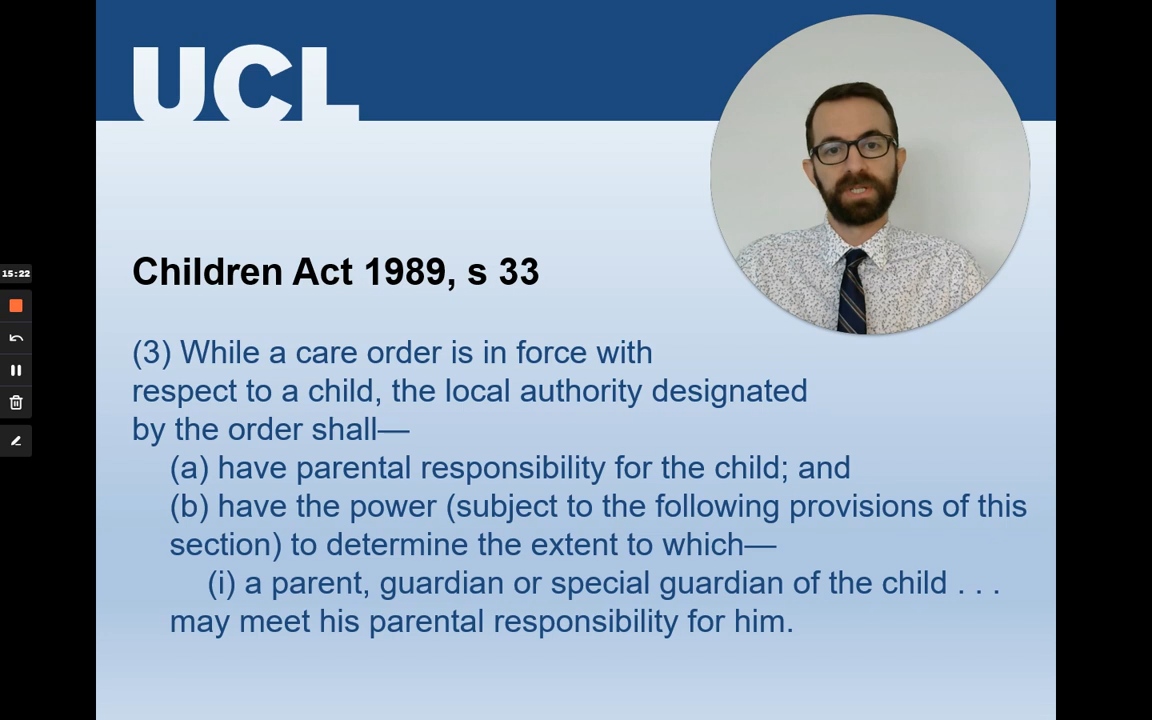 UCL
15:22
Children Act 1989, s 33
(3) While a care order is in force with
respect to a child, the local authority designated
by the order shall—
(a) have parental responsibility for the child; and
(b) have the power (subject to the following provisions of this
section) to determine the extent to which—
(i) a parent, guardian or special guardian of the child . . .
may meet his parental responsibility for him.